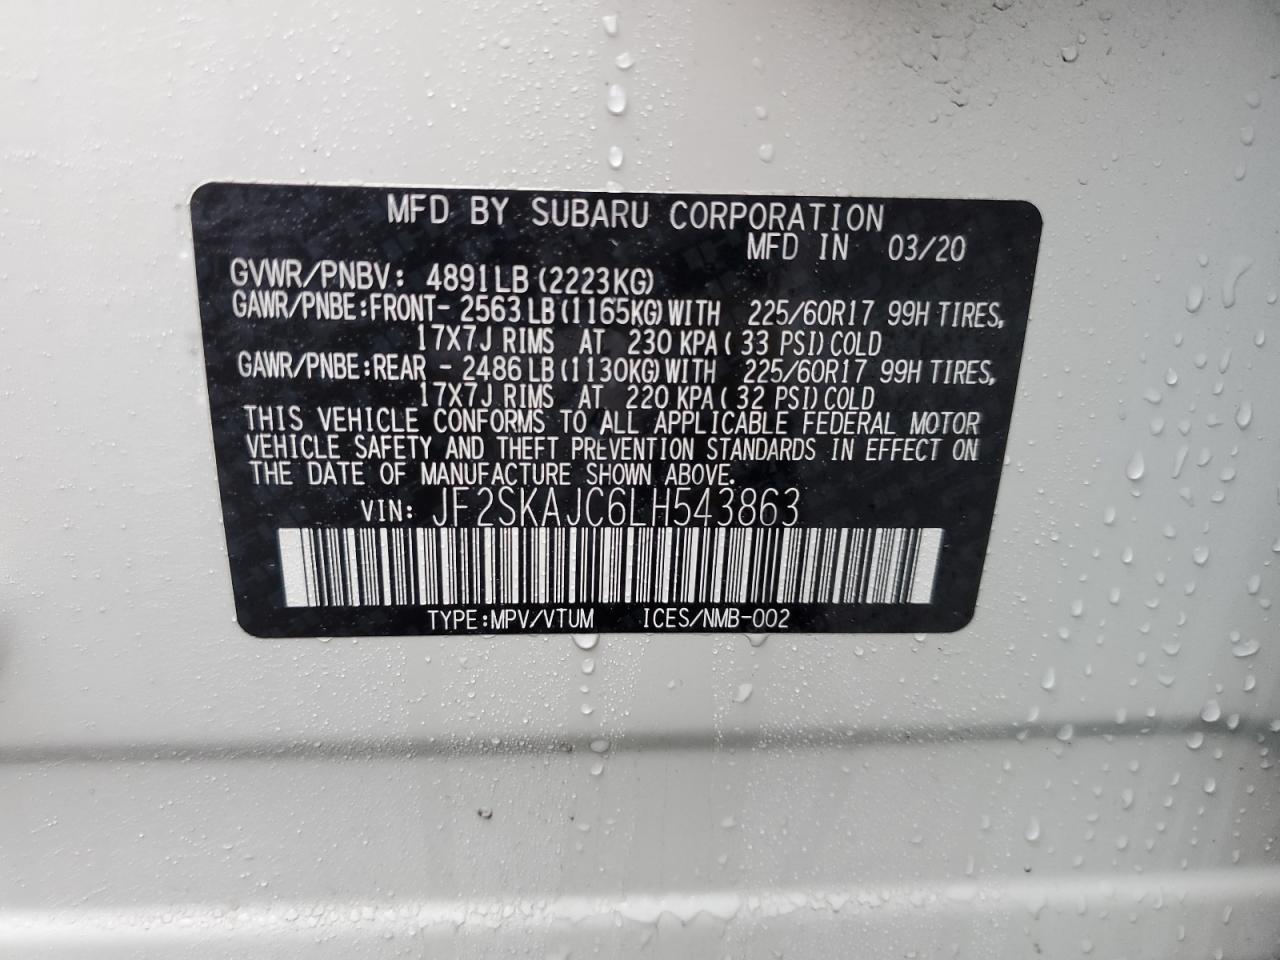 MFD BY SUBARU CORPORATION
MFD IN 03/20
GVWR/PNBV: 4891LB (2223KG)
GAWR/PNBE:FRONT- 2563 LB (1165KG) WITH 225/60R17 99H TIRES,
17X7J RIMS AT 230 KPA ( 33 PSI) COLD
GAWR/PNBE:REAR - 2486 LB (1130KG) WITH 225/60R17 99H TIRES,
17X7J RIMS AT 220 KPA ( 32 PSI) COLD
THIS VEHICLE CONFORMS TO ALL APPLICABLE FEDERAL MOTOR
VEHICLE SAFETY AND THEFT PREVENTION STANDARDS IN EFFECT ON
THE DATE OF MANUFACTURE SHOWN ABOVE.
VIN: JF2SKAJC6LH543863
TYPE:MPV/VTUM ICES/NMB-002